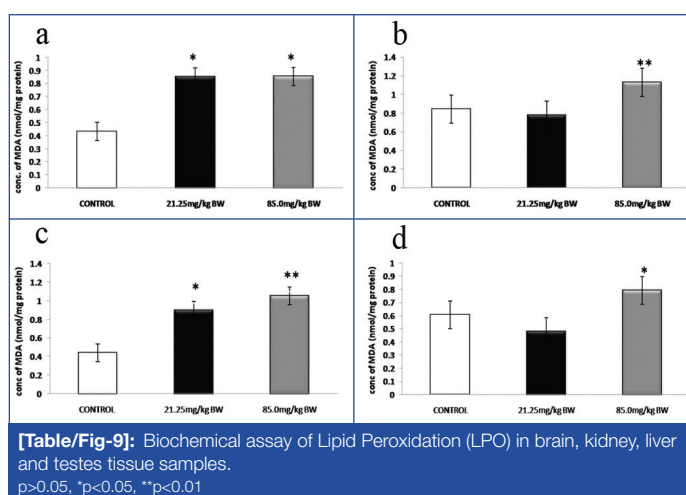 a
conc. of MDA (nmol/mg protein)
1
0.9
0.8
0.7
0.6
0.5
0.4
0.3
0.2
0.1
0
*
*
CONTROL 21.25mg/kg BW 85.0mg/kg BW
b
conc of MDA (nmol/mg protein)
1.4
1.2
1
0.8
0.6
0.4
0.2
0
**
CONTROL 21.25mg/kg BW 85.0mg/kg BW
c
conc of MDA (nmol/mg protein)
1.4
1.2
1
0.8
0.6
0.4
0.2
0
*
**
CONTROL 21.25mg/kg BW 85.0mg/kg BW
d
conc of MDA (nmol/mg protein)
1
0.9
0.8
0.7
0.6
0.5
0.4
0.3
0.2
0.1
0
*
CONTROL 21.25mg/kg BW 85.0mg/kg BW
[Table/Fig-9]: Biochemical assay of Lipid Peroxidation (LPO) in brain, kidney, liver
and testes tissue samples.
p>0.05, *p<0.05, **p<0.01